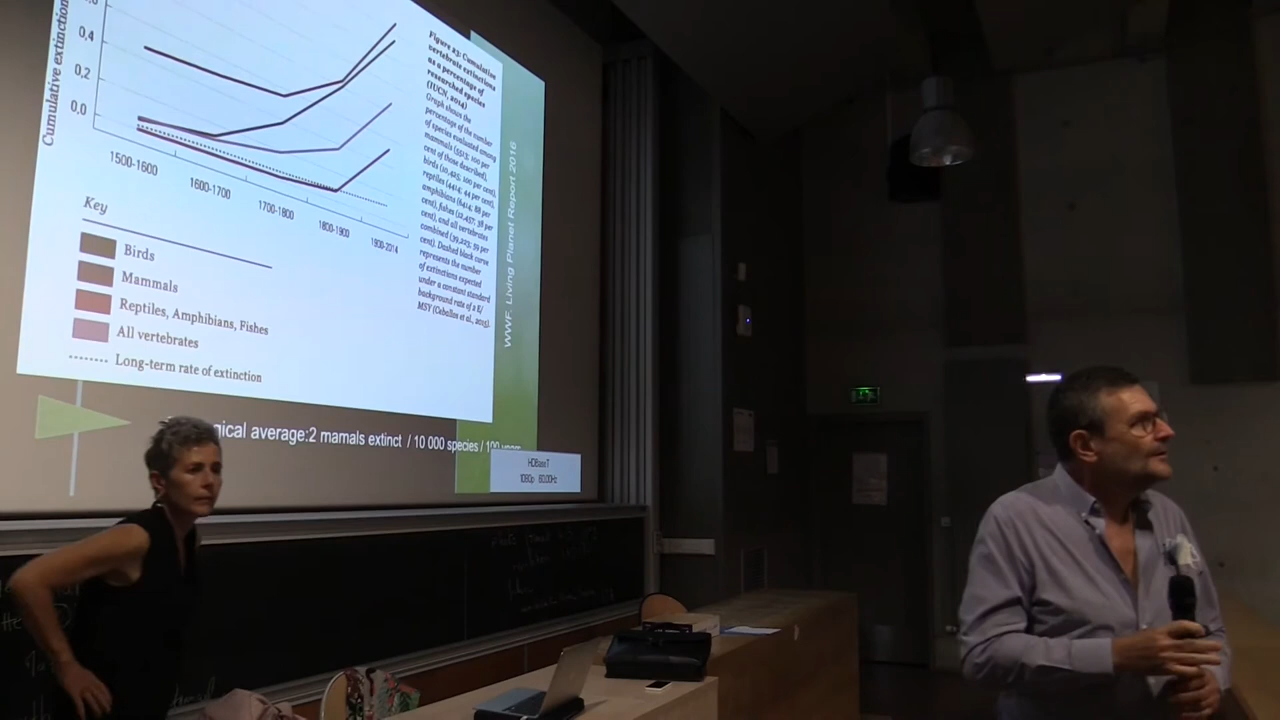 Cumulative extinction
0,4
0,2
0,0
1500-1600
1600-1700
1700-1800
1800-1900
1900-2014
Key
Birds
Mammals
Reptiles, Amphibians, Fishes
All vertebrates
Long-term rate of extinction
Figure 23: Cumulative
vertebrate extinctions
as a percentage of
researched species
(IUCN, 2014)
Graph shows the
percentage of the number
of species evaluated among
mammals (5513; 100 per
cent of those described),
birds (10,425; 100 per cent),
reptiles (4414; 44 per cent),
amphibians (6414; 88 per
cent), fishes (12,457; 38 per
cent), and all vertebrates
combined (39,223; 59 per
cent). Dashed black curve
represents the number
of extinctions expected
under a constant standard
background rate of 2 E/
MSY (Ceballos et al., 2015).
WWF. Living Planet Report 2016
gical average:2 mamals extinct / 10 000 species / 100 years
HDBaseT
1080p 60.00Hz